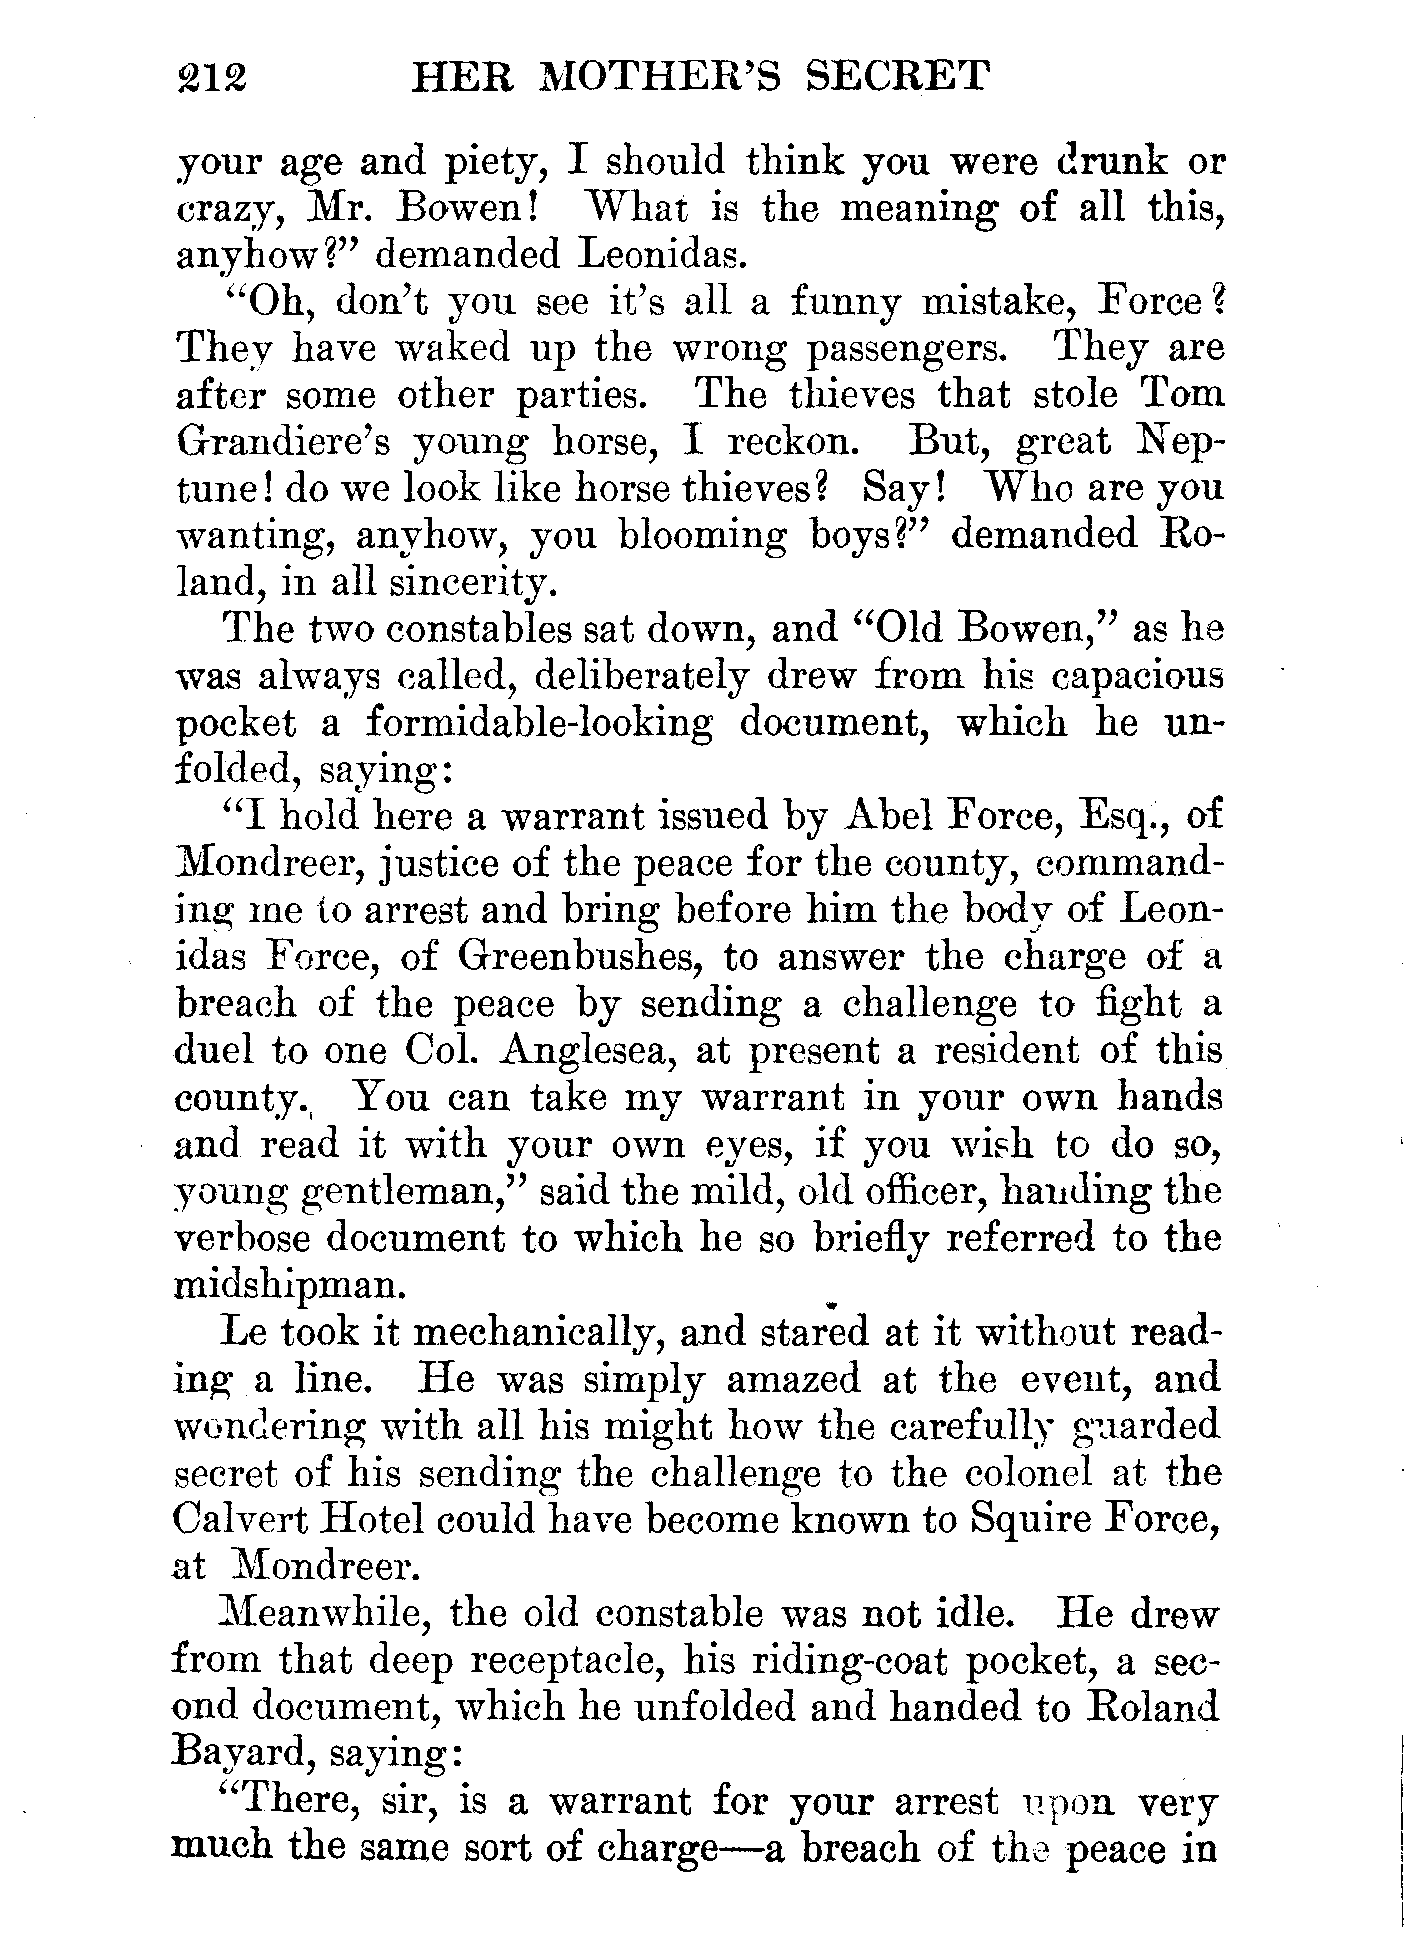 212 HER MOTHER'S SECRET
your age and piety, I should think you were drunk or
crazy, Mr. Bowen! What is the meaning of all this,
anyhow?" demanded Leonidas.
"Oh, don't you see it's all a funny mistake, Force?
They have waked up the wrong passengers. They are
after some other parties. The thieves that stole Tom
Grandiere's young horse, I reckon. But, great Nep-
tune! do we look like horse thieves? Say! Who are you
wanting, anyhow, you blooming boys?" demanded Ro-
land, in all sincerity.
The two constables sat down, and "Old Bowen," as he
was always called, deliberately drew from his capacious
pocket a formidable-looking document, which he un-
folded, saying:
"I hold here a warrant issued by Abel Force, Esq., of
Mondreer, justice of the peace for the county, command-
ing me to arrest and bring before him the body of Leon-
idas Force, of Greenbushes, to answer the charge of a
breach of the peace by sending a challenge to fight a
duel to one Col. Anglesea, at present a resident of this
county. You can take my warrant in your own hands
and read it with your own eyes, if you wish to do so,
young gentleman," said the mild, old officer, handing the
verbose document to which he so briefly referred to the
midshipman.
Le took it mechanically, and stared at it without read-
ing a line. He was simply amazed at the event, and
wondering with all his might how the carefully guarded
secret of his sending the challenge to the colonel at the
Calvert Hotel could have become known to Squire Force,
at Mondreer.
Meanwhile, the old constable was not idle. He drew
from that deep receptacle, his riding-coat pocket, a sec-
ond document, which he unfolded and handed to Roland
Bayard, saying:
"There, sir, is a warrant for your arrest upon very
much the same sort of charge—a breach of the peace in